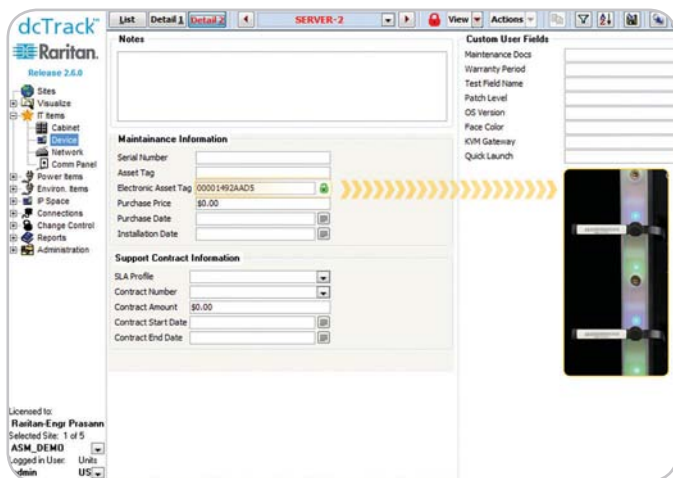 dcTrack
Raritan.
Release 2.6.0
Sites
Visualize
IT Items
Cabinet
Device
Network
Comm Panel
Power Items
Environ. Items
IP Space
Connections
Change Control
Reports
Administration
Licensed to:
Raritan-Engr Prasann
Selected Site: 1 of 5
ASM_DEMO
Logged in User: Units
US
List Detail 1 Detail 2 SERVER-2 View Actions
Notes
Maintainance Information
Serial Number
Asset Tag
Electronic Asset Tag 00001492AAD5
Purchase Price $0.00
Purchase Date
Installation Date
Support Contract Information
SLA Profile
Contract Number
Contract Amount $0.00
Contract Start Date
Contract End Date
Custom User Fields
Maintenance Docs
Warranty Period
Test Field Name
Patch Level
OS Version
Face Color
KVM Gateway
Quick Launch